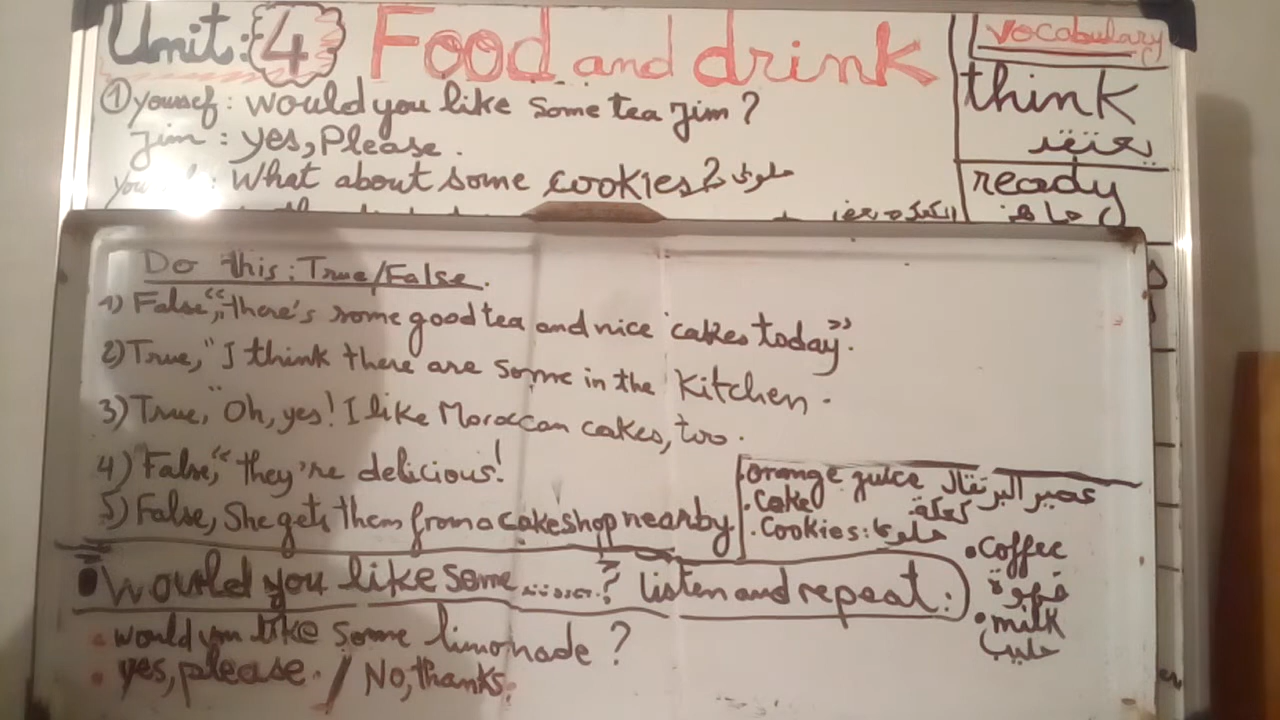 Unit: 4 Food and drink
① youssef: would you like some tea Jim?
Jim: yes, Please.
What about some cookies? حلوى
vocabulary
think
يعتقد
ready
Do this: True/False.
1) False, "there's some good tea and nice cakes today".
2) True, "I think there are some in the kitchen.
3) True, "Oh, yes! I like Moroccan cakes, too.
4) False, "they're delicious!
5) False, She gets them from a cakeshop nearby
orange juice عصير البرتقال
.Cake كعكة
.Cookies: حلوى
• Coffee
قهوة
• milk
حليب
• Would you like some ......? listen and repeat:
• would you like some limonade?
• yes, please. / No, thanks.